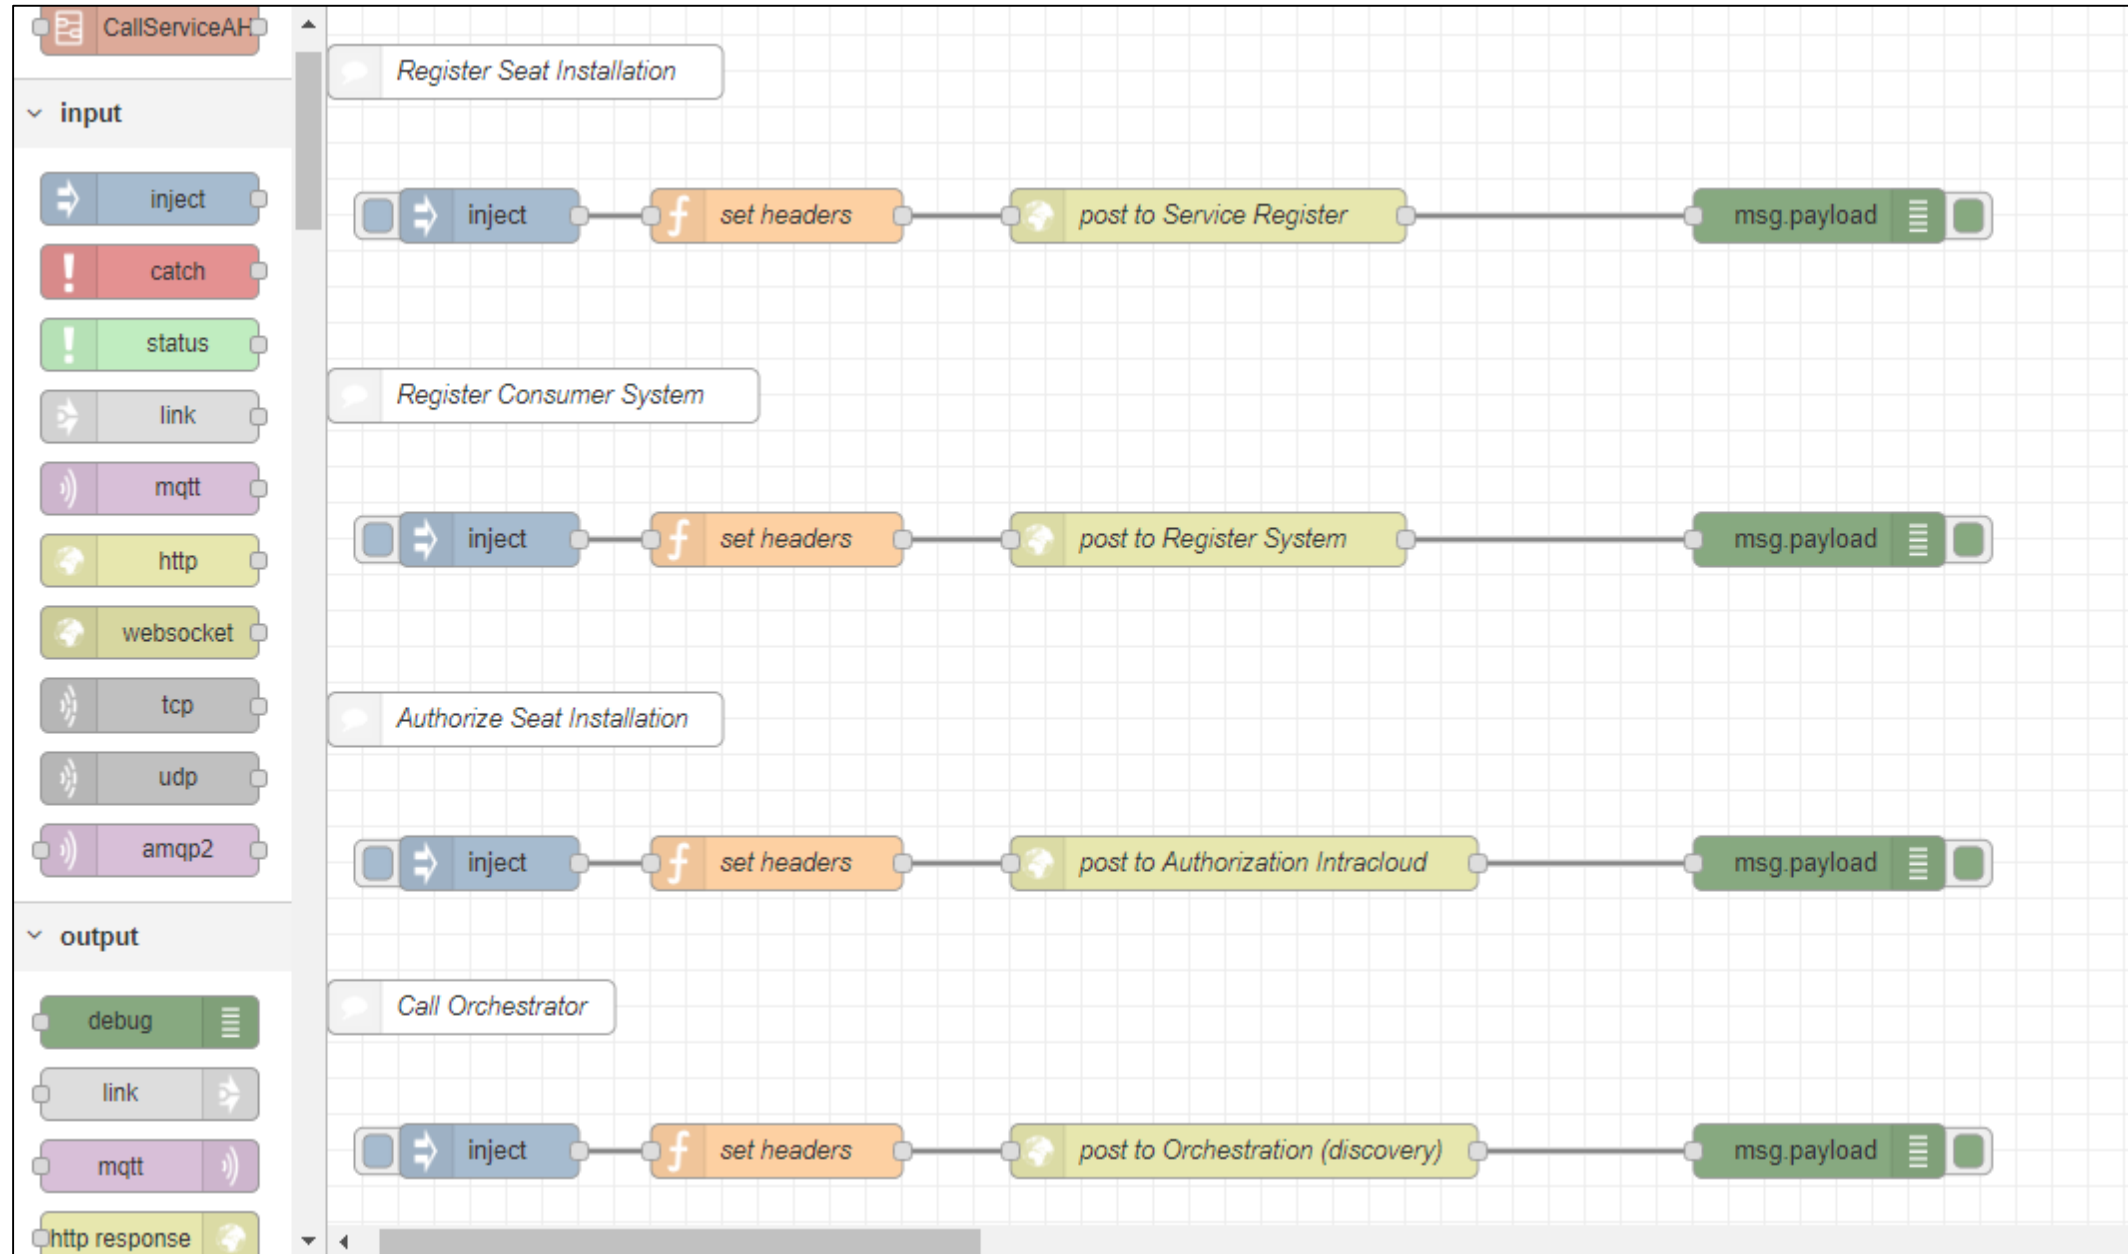 CallServiceAH
input
inject
catch
status
link
mqtt
http
websocket
tcp
udp
amqp2
output
debug
link
mqtt
http response
Register Seat Installation
inject set headers post to Service Register msg.payload
Register Consumer System
inject set headers post to Register System msg.payload
Authorize Seat Installation
inject set headers post to Authorization Intracloud msg.payload
Call Orchestrator
inject set headers post to Orchestration (discovery) msg.payload